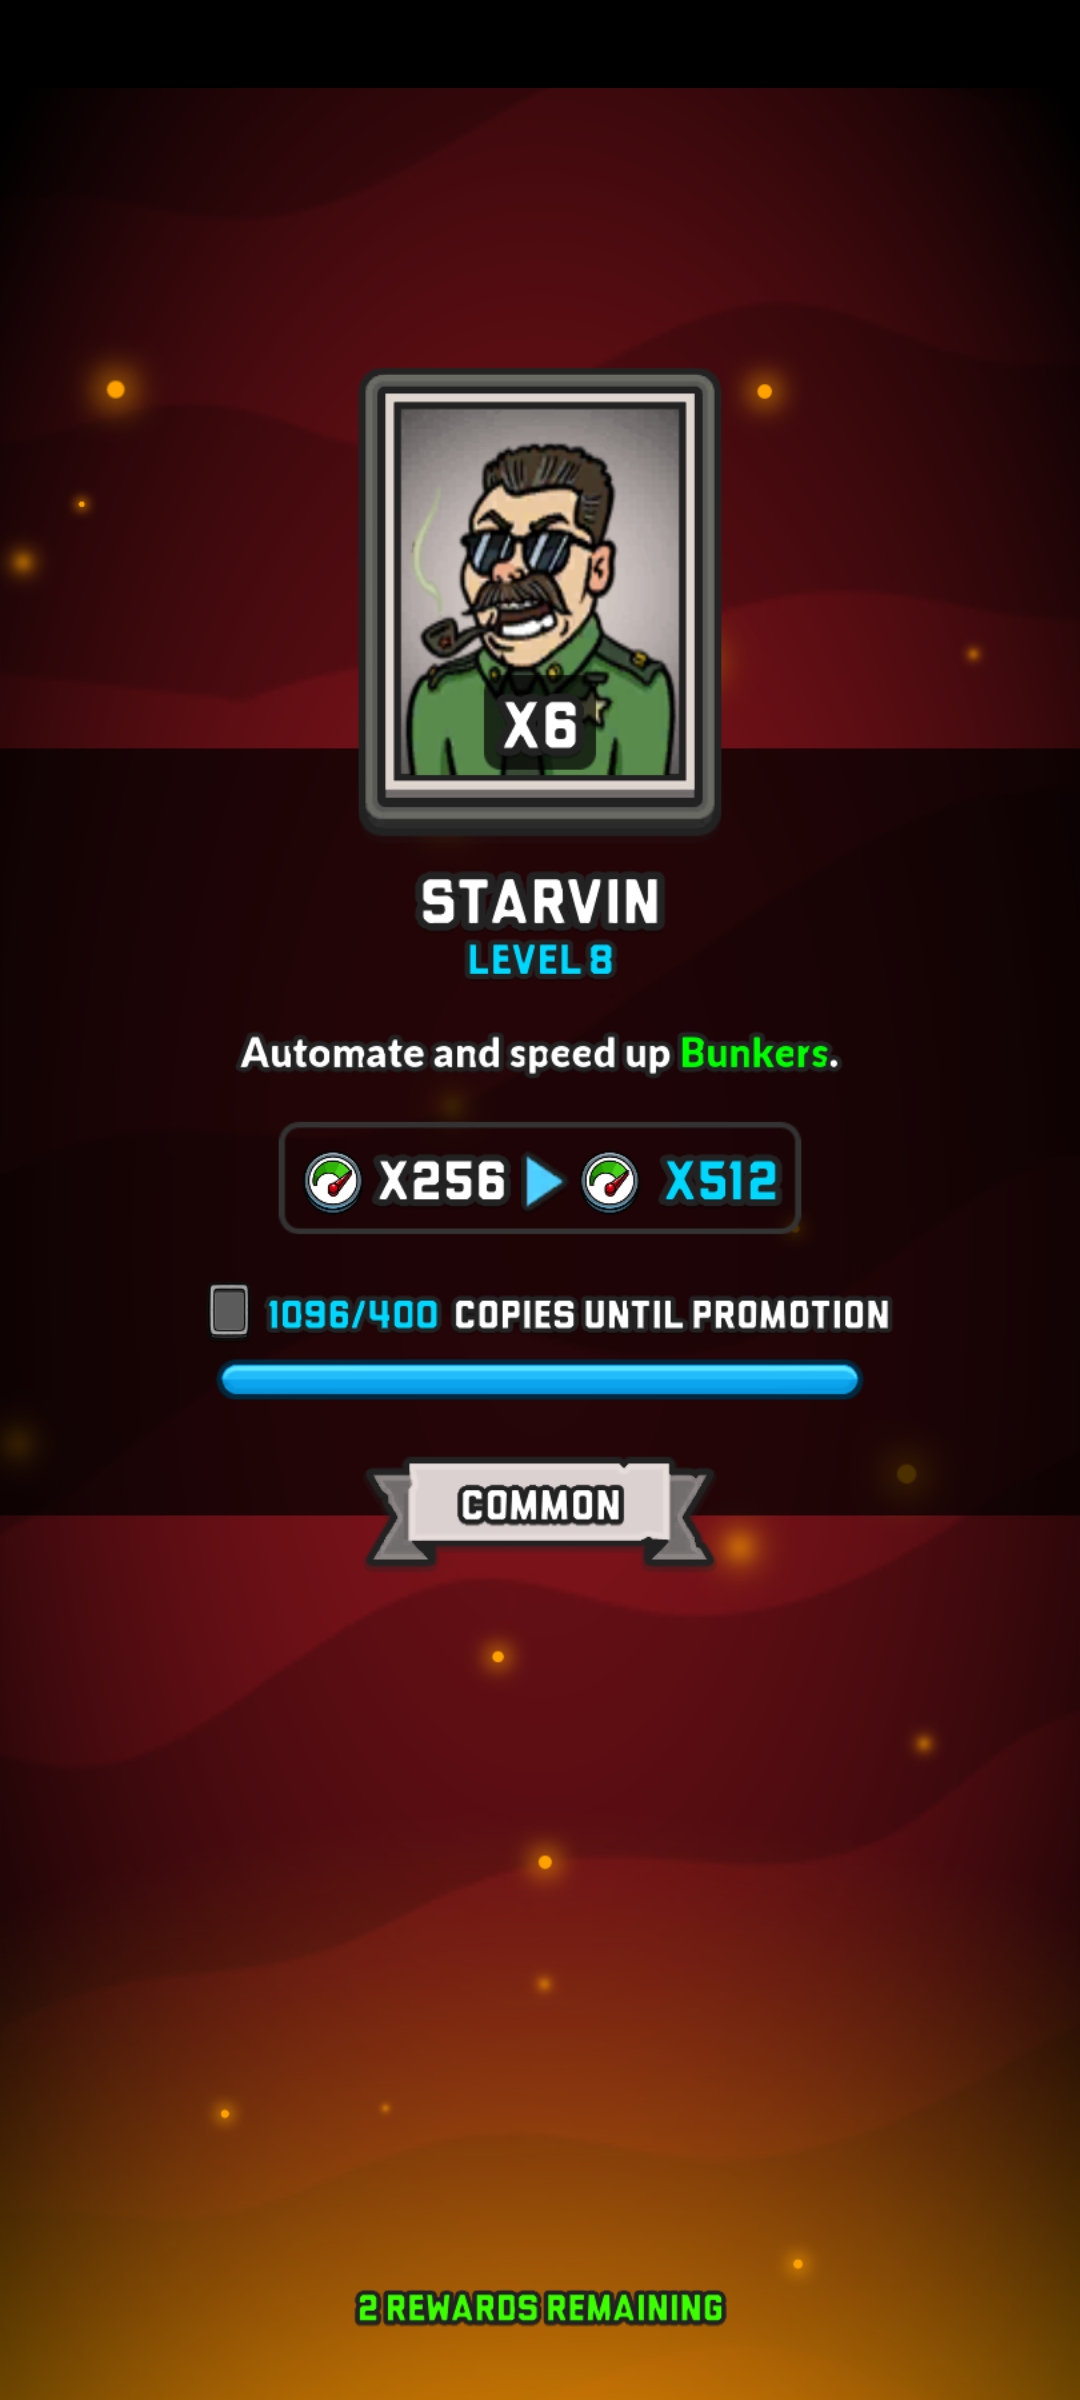 X6
STARVIN
LEVEL 8
Automate and speed up Bunkers.
X256 X512
1096/400 COPIES UNTIL PROMOTION
COMMON
2 REWARDS REMAINING